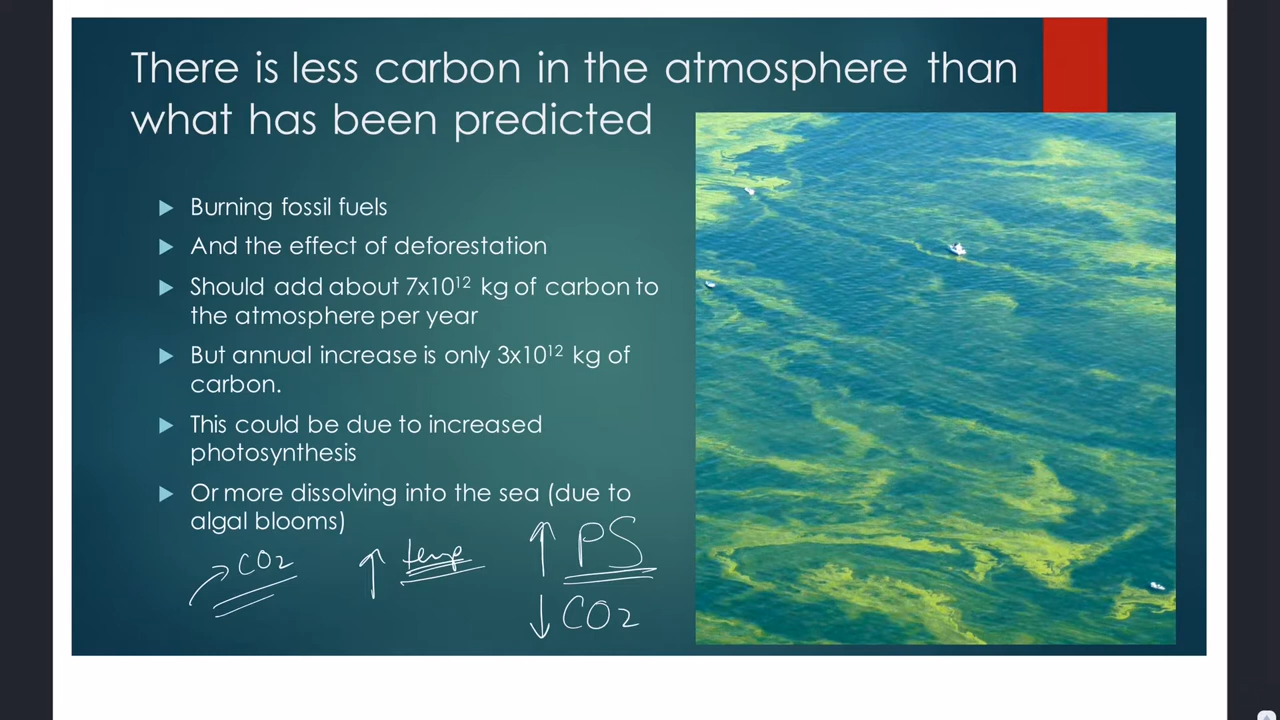 There is less carbon in the atmosphere than
what has been predicted
Burning fossil fuels
And the effect of deforestation
Should add about 7x10¹² kg of carbon to
the atmosphere per year
But annual increase is only 3x10¹² kg of
carbon.
This could be due to increased
photosynthesis
Or more dissolving into the sea (due to
algal blooms)
→ CO2
↑ temp
↑ PS
↓ CO2